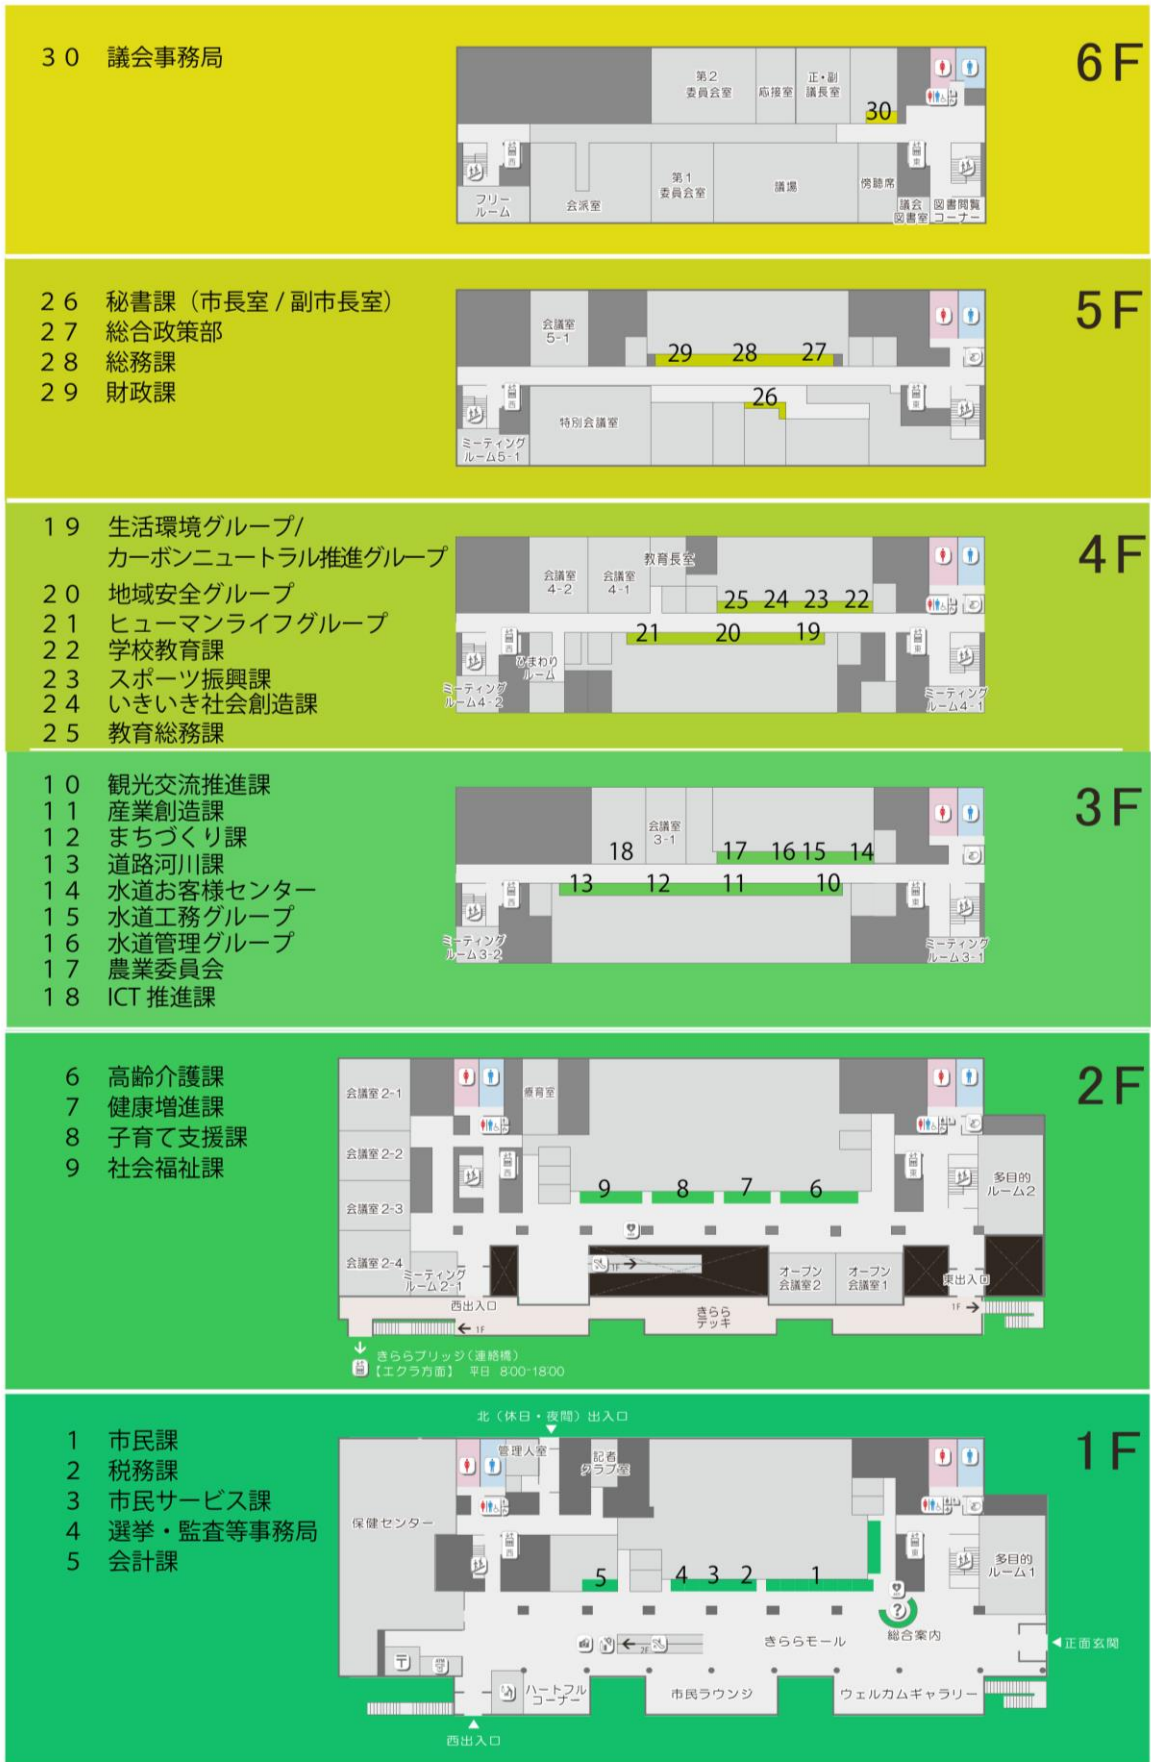 30 議会事務局
6F
第2
委員会室
応接室
正・副
議長室
30
西
東
フリー
ルーム
会派室
第1
委員会室
議場
傍聴席
議会
図書室
図書閲覧
コーナー
26 秘書課（市長室 / 副市長室）
27 総合政策部
28 総務課
29 財政課
5F
会議室
5-1
29 28 27
26
西
東
特別会議室
ミーティング
ルーム5-1
19 生活環境グループ/
カーボンニュートラル推進グループ
20 地域安全グループ
21 ヒューマンライフグループ
22 学校教育課
23 スポーツ振興課
24 いきいき社会創造課
25 教育総務課
4F
教育長室
会議室
4-2
会議室
4-1
25 24 23 22
21 20 19
西
東
ひまわり
ルーム
ミーティング
ルーム4-2
ミーティング
ルーム4-1
10 観光交流推進課
11 産業創造課
12 まちづくり課
13 道路河川課
14 水道お客様センター
15 水道工務グループ
16 水道管理グループ
17 農業委員会
18 ICT 推進課
3F
会議室
3-1
18 17 16 15 14
13 12 11 10
西
東
ミーティング
ルーム3-2
ミーティング
ルーム3-1
6 高齢介護課
7 健康増進課
8 子育て支援課
9 社会福祉課
2F
会議室2-1
療育室
会議室2-2
西
東
多目的
ルーム2
9 8 7 6
会議室2-3
会議室2-4
ミーティング
ルーム2-1
1F →
オープン
会議室2
オープン
会議室1
東出入口
西出入口
← 1F
きらら
デッキ
1F →
きららブリッジ（連絡橋）
【エクラ方面】 平日 8:00-18:00
1 市民課
2 税務課
3 市民サービス課
4 選挙・監査等事務局
5 会計課
1F
北（休日・夜間）出入口
管理人室
記者
クラブ室
保健センター
西
東
多目的
ルーム1
5 4 3 2 1
?
総合案内
← 2F
きららモール
正面玄関
〒
ハートフル
コーナー
市民ラウンジ
ウェルカムギャラリー
西出入口